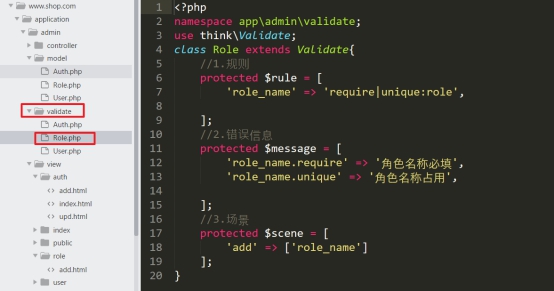 www.shop.com
application
admin
controller
model
Auth.php
Role.php
User.php
validate
Auth.php
Role.php
User.php
view
auth
add.html
index.html
upd.html
index
public
role
add.html
user
1 <?php
2 namespace app\admin\validate;
3 use think\Validate;
4 class Role extends Validate{
5 //1.规则
6 protected $rule = [
7 'role_name' => 'require|unique:role',
8
9 ];
10 //2.错误信息
11 protected $message = [
12 'role_name.require' => '角色名称必填',
13 'role_name.unique' => '角色名称占用',
14
15 ];
16 //3.场景
17 protected $scene = [
18 'add' => ['role_name']
19 ];
20 }